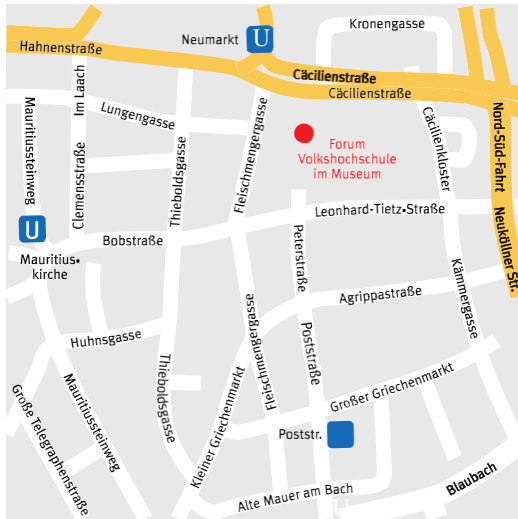 Kronengasse
Neumarkt
U
Hahnenstraße
Cäcilienstraße
Cäcilienstraße
Im Laach
Mauritiussteinweg
Lungengasse
Fleischmengergasse
Thieboldsgasse
Clemensstraße
Forum
Volkshochschule
im Museum
Cäcilienkloster
Nord-Süd-Fahrt
Neuköllner Str.
Leonhard-Tietz-Straße
U
Bobstraße
Mauritius-
kirche
Peterstraße
Agrippastraße
Kämmergasse
Fleischmengergasse
Poststraße
Huhnsgasse
Thieboldsgasse
Mauritiussteinweg
Große Telegraphenstraße
Kleiner Griechenmarkt
Großer Griechenmarkt
Poststr.
Alte Mauer am Bach
Blaubach